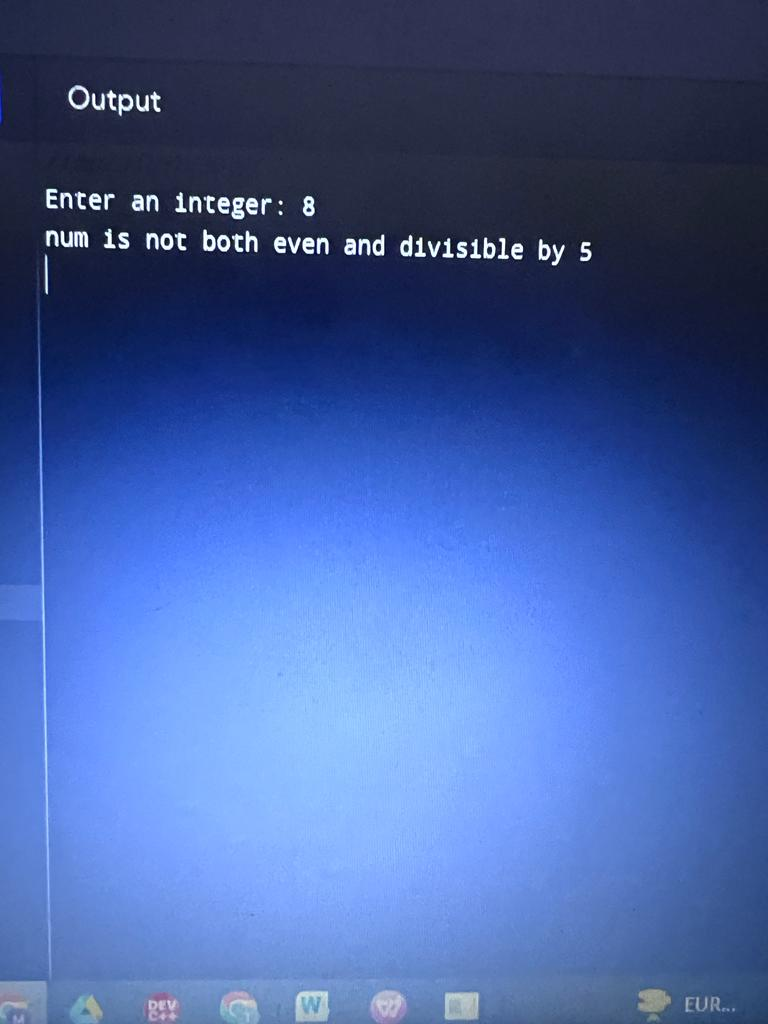 Output
Enter an integer: 8
num is not both even and divisible by 5
DEV
C++
W
EUR...